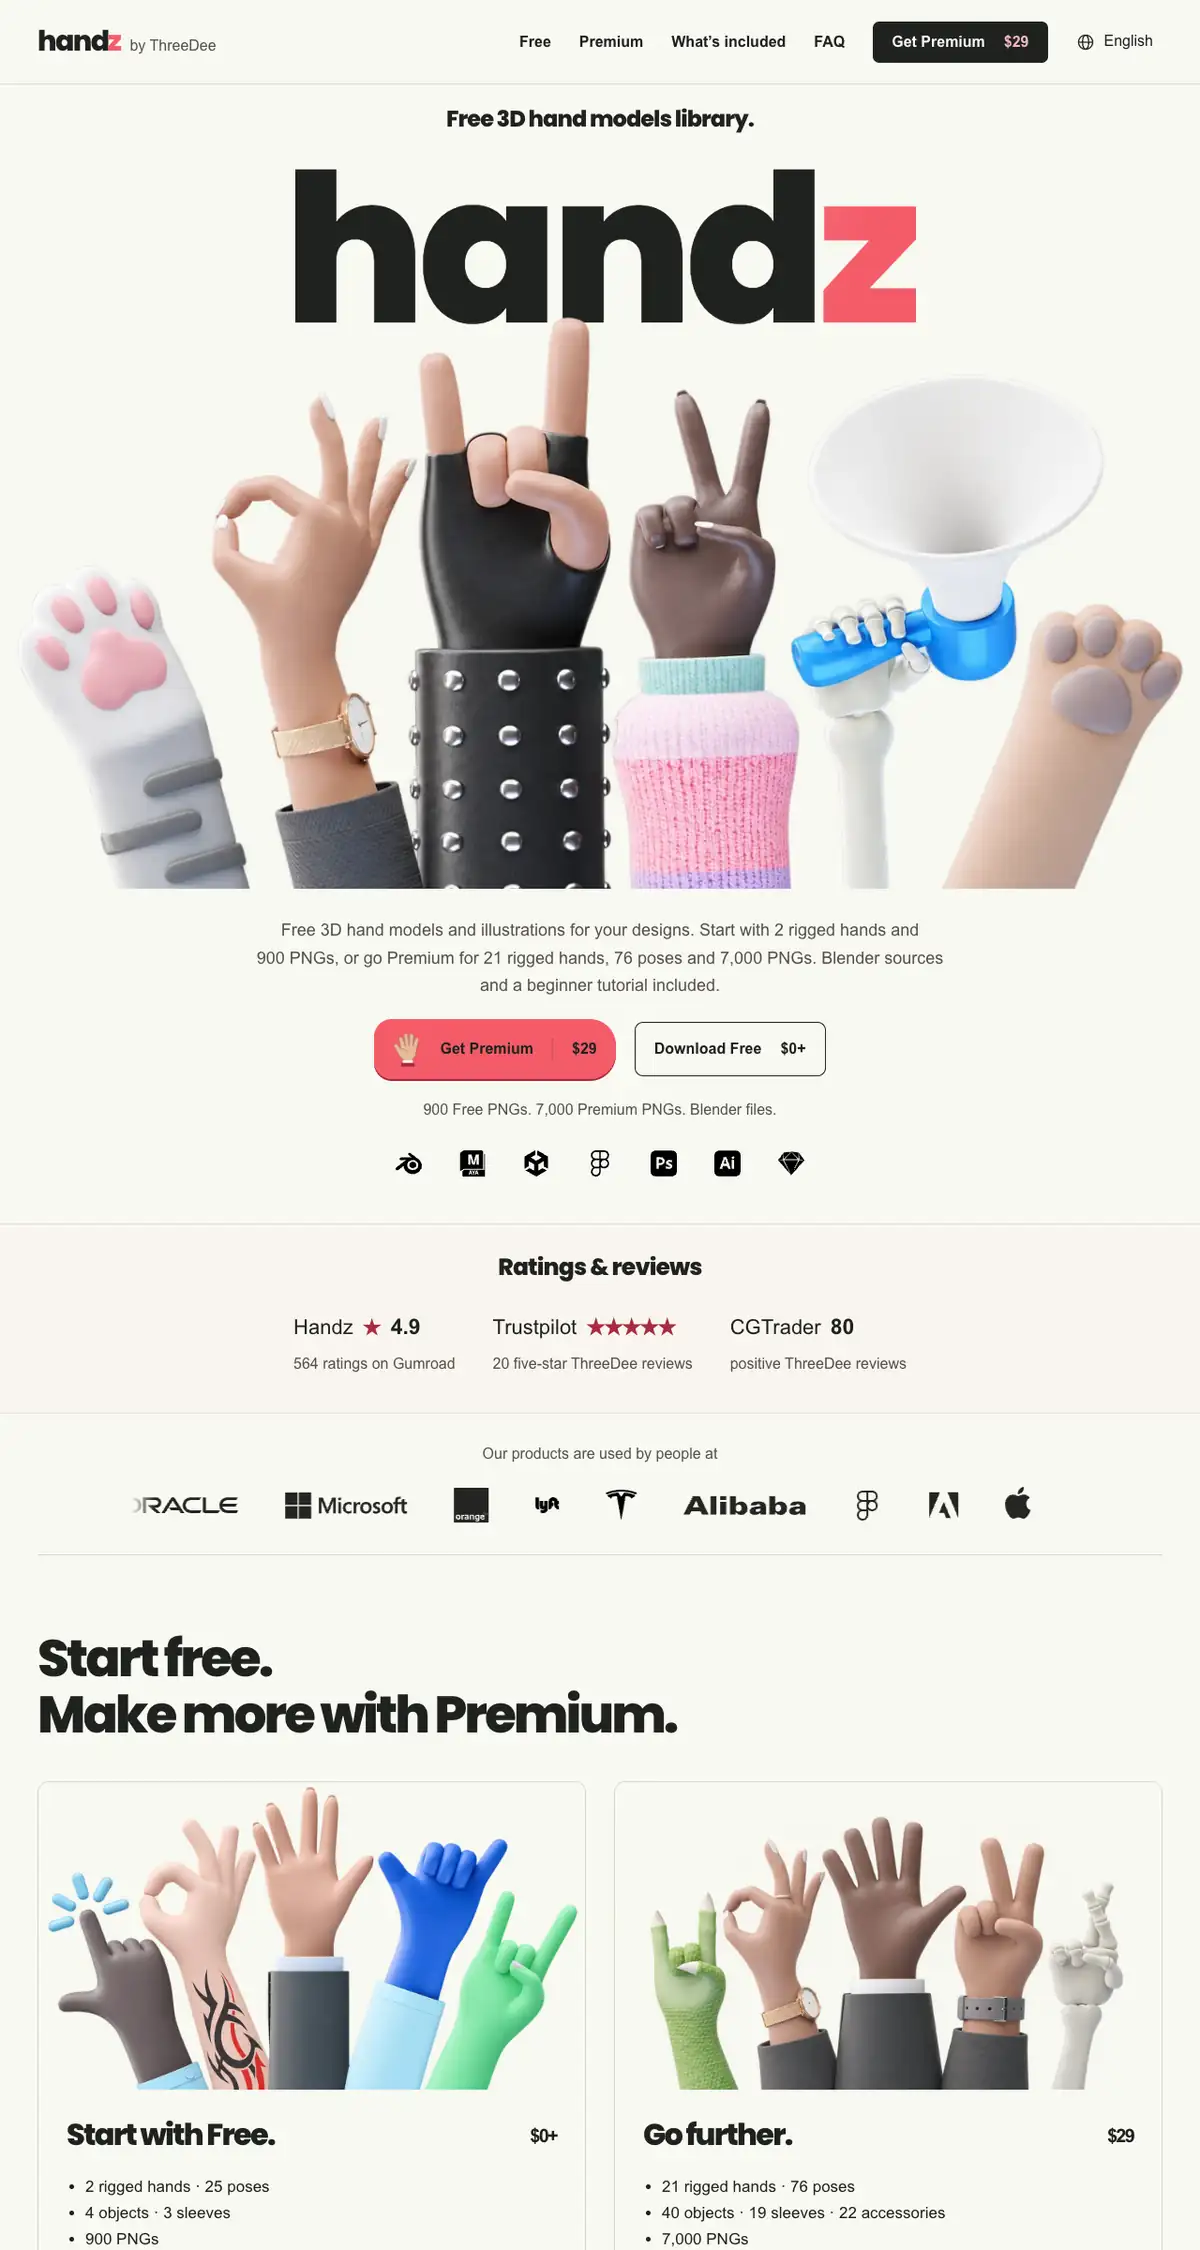 handz by ThreeDee
Free
Premium
What's included
FAQ
Get Premium $29
English
Free 3D hand models library.
handz
Free 3D hand models and illustrations for your designs. Start with 2 rigged hands and
900 PNGs, or go Premium for 21 rigged hands, 76 poses and 7,000 PNGs. Blender sources
and a beginner tutorial included.
Get Premium $29
Download Free $0+
900 Free PNGs. 7,000 Premium PNGs. Blender files.
M
AYA
Ps
Ai
Ratings & reviews
Handz ★ 4.9
564 ratings on Gumroad
Trustpilot ★★★★★
20 five-star ThreeDee reviews
CGTrader 80
positive ThreeDee reviews
Our products are used by people at
ORACLE
Microsoft
orange
lyft
Alibaba
Start free.
Make more with Premium.
Start with Free. $0+
• 2 rigged hands · 25 poses
• 4 objects · 3 sleeves
• 900 PNGs
Go further. $29
• 21 rigged hands · 76 poses
• 40 objects · 19 sleeves · 22 accessories
• 7,000 PNGs